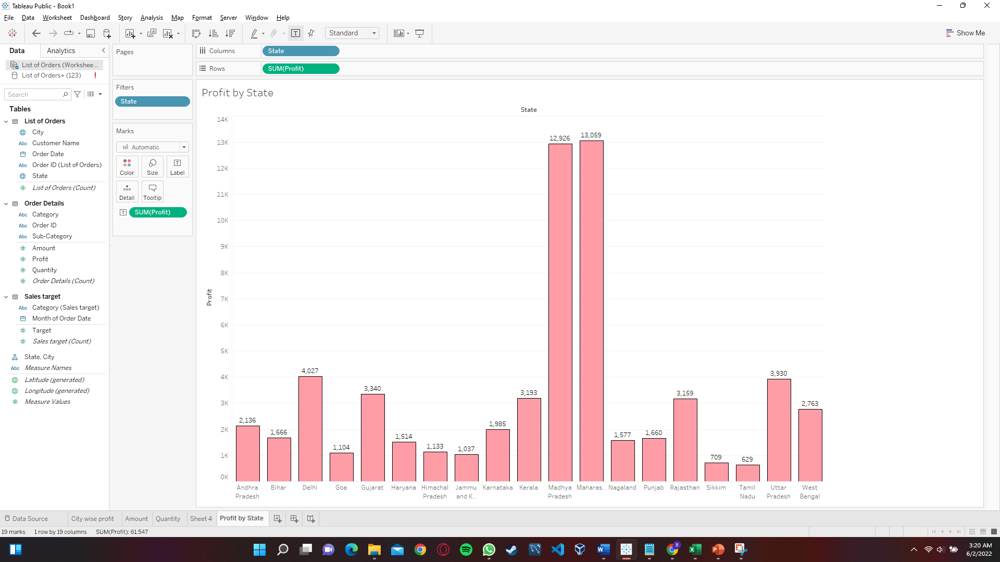 Tableau Public - Book1
File Data Worksheet Dashboard Story Analysis Map Format Server Window Help
Standard
Show Me
Data Analytics
Pages
Columns State
List of Orders (Workshee...
Rows SUM(Profit)
List of Orders+ (123) !
Filters
State
Search
Tables
List of Orders
City
Abc Customer Name
Order Date
Abc Order ID (List of Orders)
State
List of Orders (Count)
Order Details
Abc Category
Abc Order ID
Abc Sub-Category
Amount
Profit
Quantity
Order Details (Count)
Sales target
Abc Category (Sales target)
Month of Order Date
Target
Sales target (Count)
State, City
Abc Measure Names
Latitude (generated)
Longitude (generated)
Measure Values
Marks
Automatic
Color Size Label
Detail Tooltip
SUM(Profit)
Profit by State
State
14K
13K
12K
11K
10K
9K
8K
7K
6K
5K
4K
3K
2K
1K
0K
Profit
2,136 1,666 4,027 1,104 3,340 1,514 1,133 1,037 1,985 3,193 12,926 13,059 1,577 1,660 3,159 709 629 3,930 2,763
Andhra Pradesh
Bihar
Delhi
Goa
Gujarat
Haryana
Himachal Pradesh
Jammu and K..
Karnataka
Kerala
Madhya Pradesh
Maharas..
Nagaland
Punjab
Rajasthan
Sikkim
Tamil Nadu
Uttar Pradesh
West Bengal
Data Source City wise profit Amount Quantity Sheet 4 Profit by State
19 marks 1 row by 19 columns SUM(Profit): 61,547
3:20 AM
6/2/2022